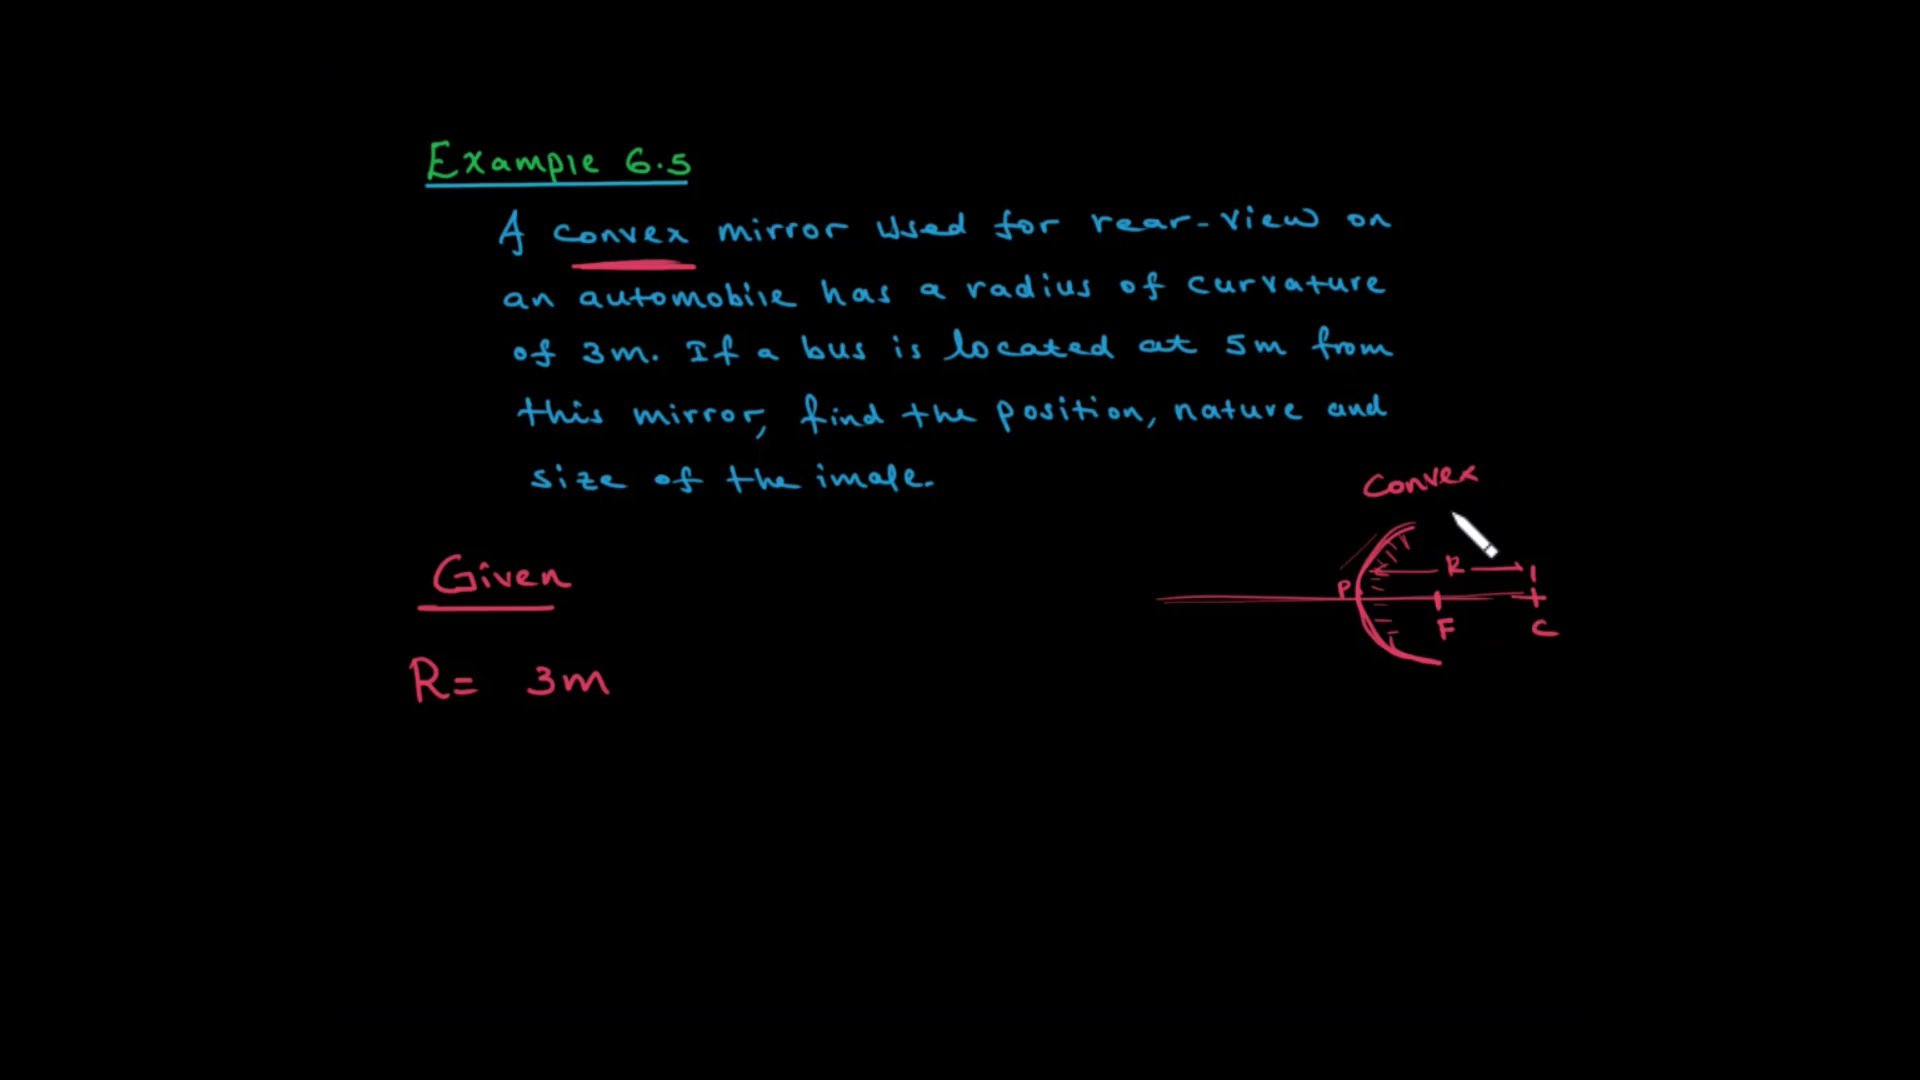 Example 6.5
A convex mirror used for rear-view on
an automobile has a radius of curvature
of 3m. If a bus is located at 5m from
this mirror, find the position, nature and
size of the image.
Convex
Given
R
P
F
C
R= 3m